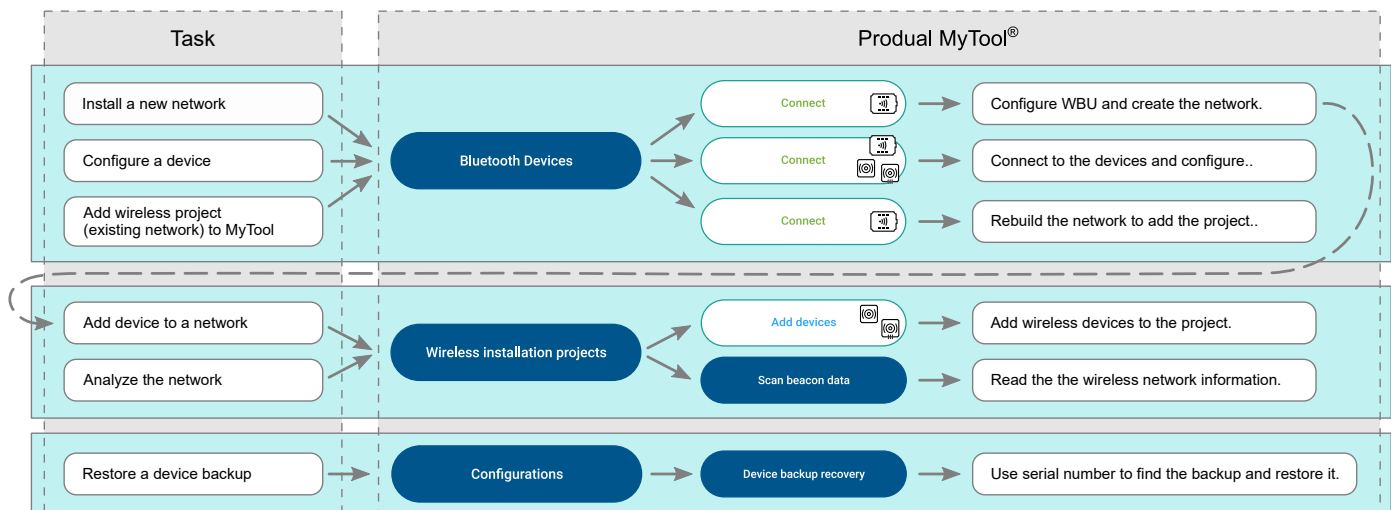 Task
Produal MyTool®
Install a new network
Connect
Configure WBU and create the network.
Configure a device
Bluetooth Devices
Connect
Connect to the devices and configure..
Add wireless project
(existing network) to MyTool
Connect
Rebuild the network to add the project..
Add device to a network
Add devices
Add wireless devices to the project.
Wireless installation projects
Analyze the network
Scan beacon data
Read the the wireless network information.
Restore a device backup
Configurations
Device backup recovery
Use serial number to find the backup and restore it.